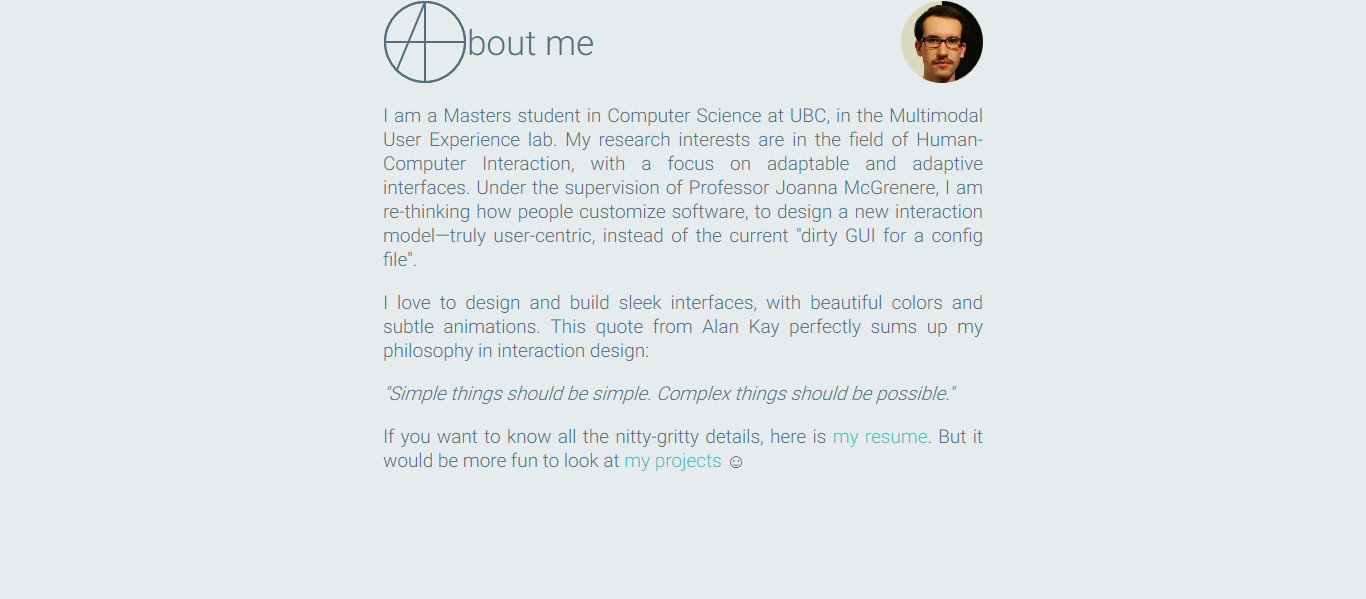 About me
I am a Masters student in Computer Science at UBC, in the Multimodal
User Experience lab. My research interests are in the field of Human-
Computer Interaction, with a focus on adaptable and adaptive
interfaces. Under the supervision of Professor Joanna McGrenere, I am
re-thinking how people customize software, to design a new interaction
model—truly user-centric, instead of the current "dirty GUI for a config
file".
I love to design and build sleek interfaces, with beautiful colors and
subtle animations. This quote from Alan Kay perfectly sums up my
philosophy in interaction design:
"Simple things should be simple. Complex things should be possible."
If you want to know all the nitty-gritty details, here is my resume. But it
would be more fun to look at my projects ☺